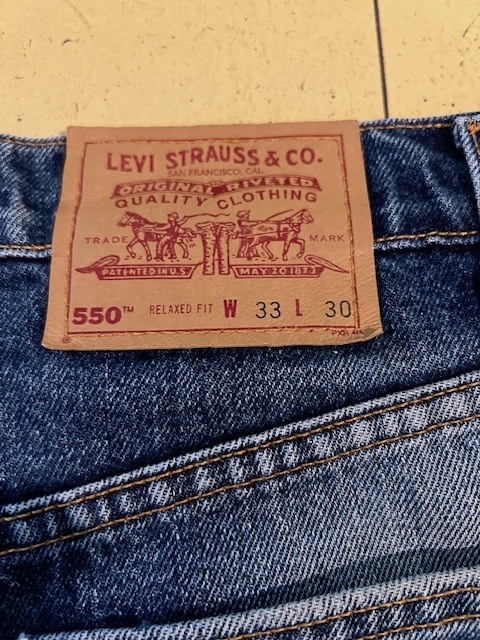 LEVI STRAUSS & CO.
SAN FRANCISCO, CAL.
ORIGINAL RIVETED
QUALITY CLOTHING
TRADE MARK
PATENTED IN U.S. MAY 20 1873
550™ RELAXED FIT W 33 L 30
®